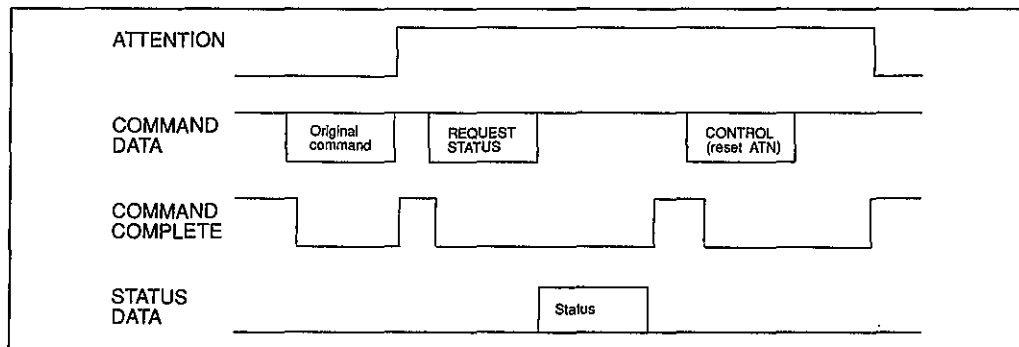 ATTENTION
COMMAND
DATA
Original
command
REQUEST
STATUS
CONTROL
(reset ATN)
COMMAND
COMPLETE
STATUS
DATA
Status